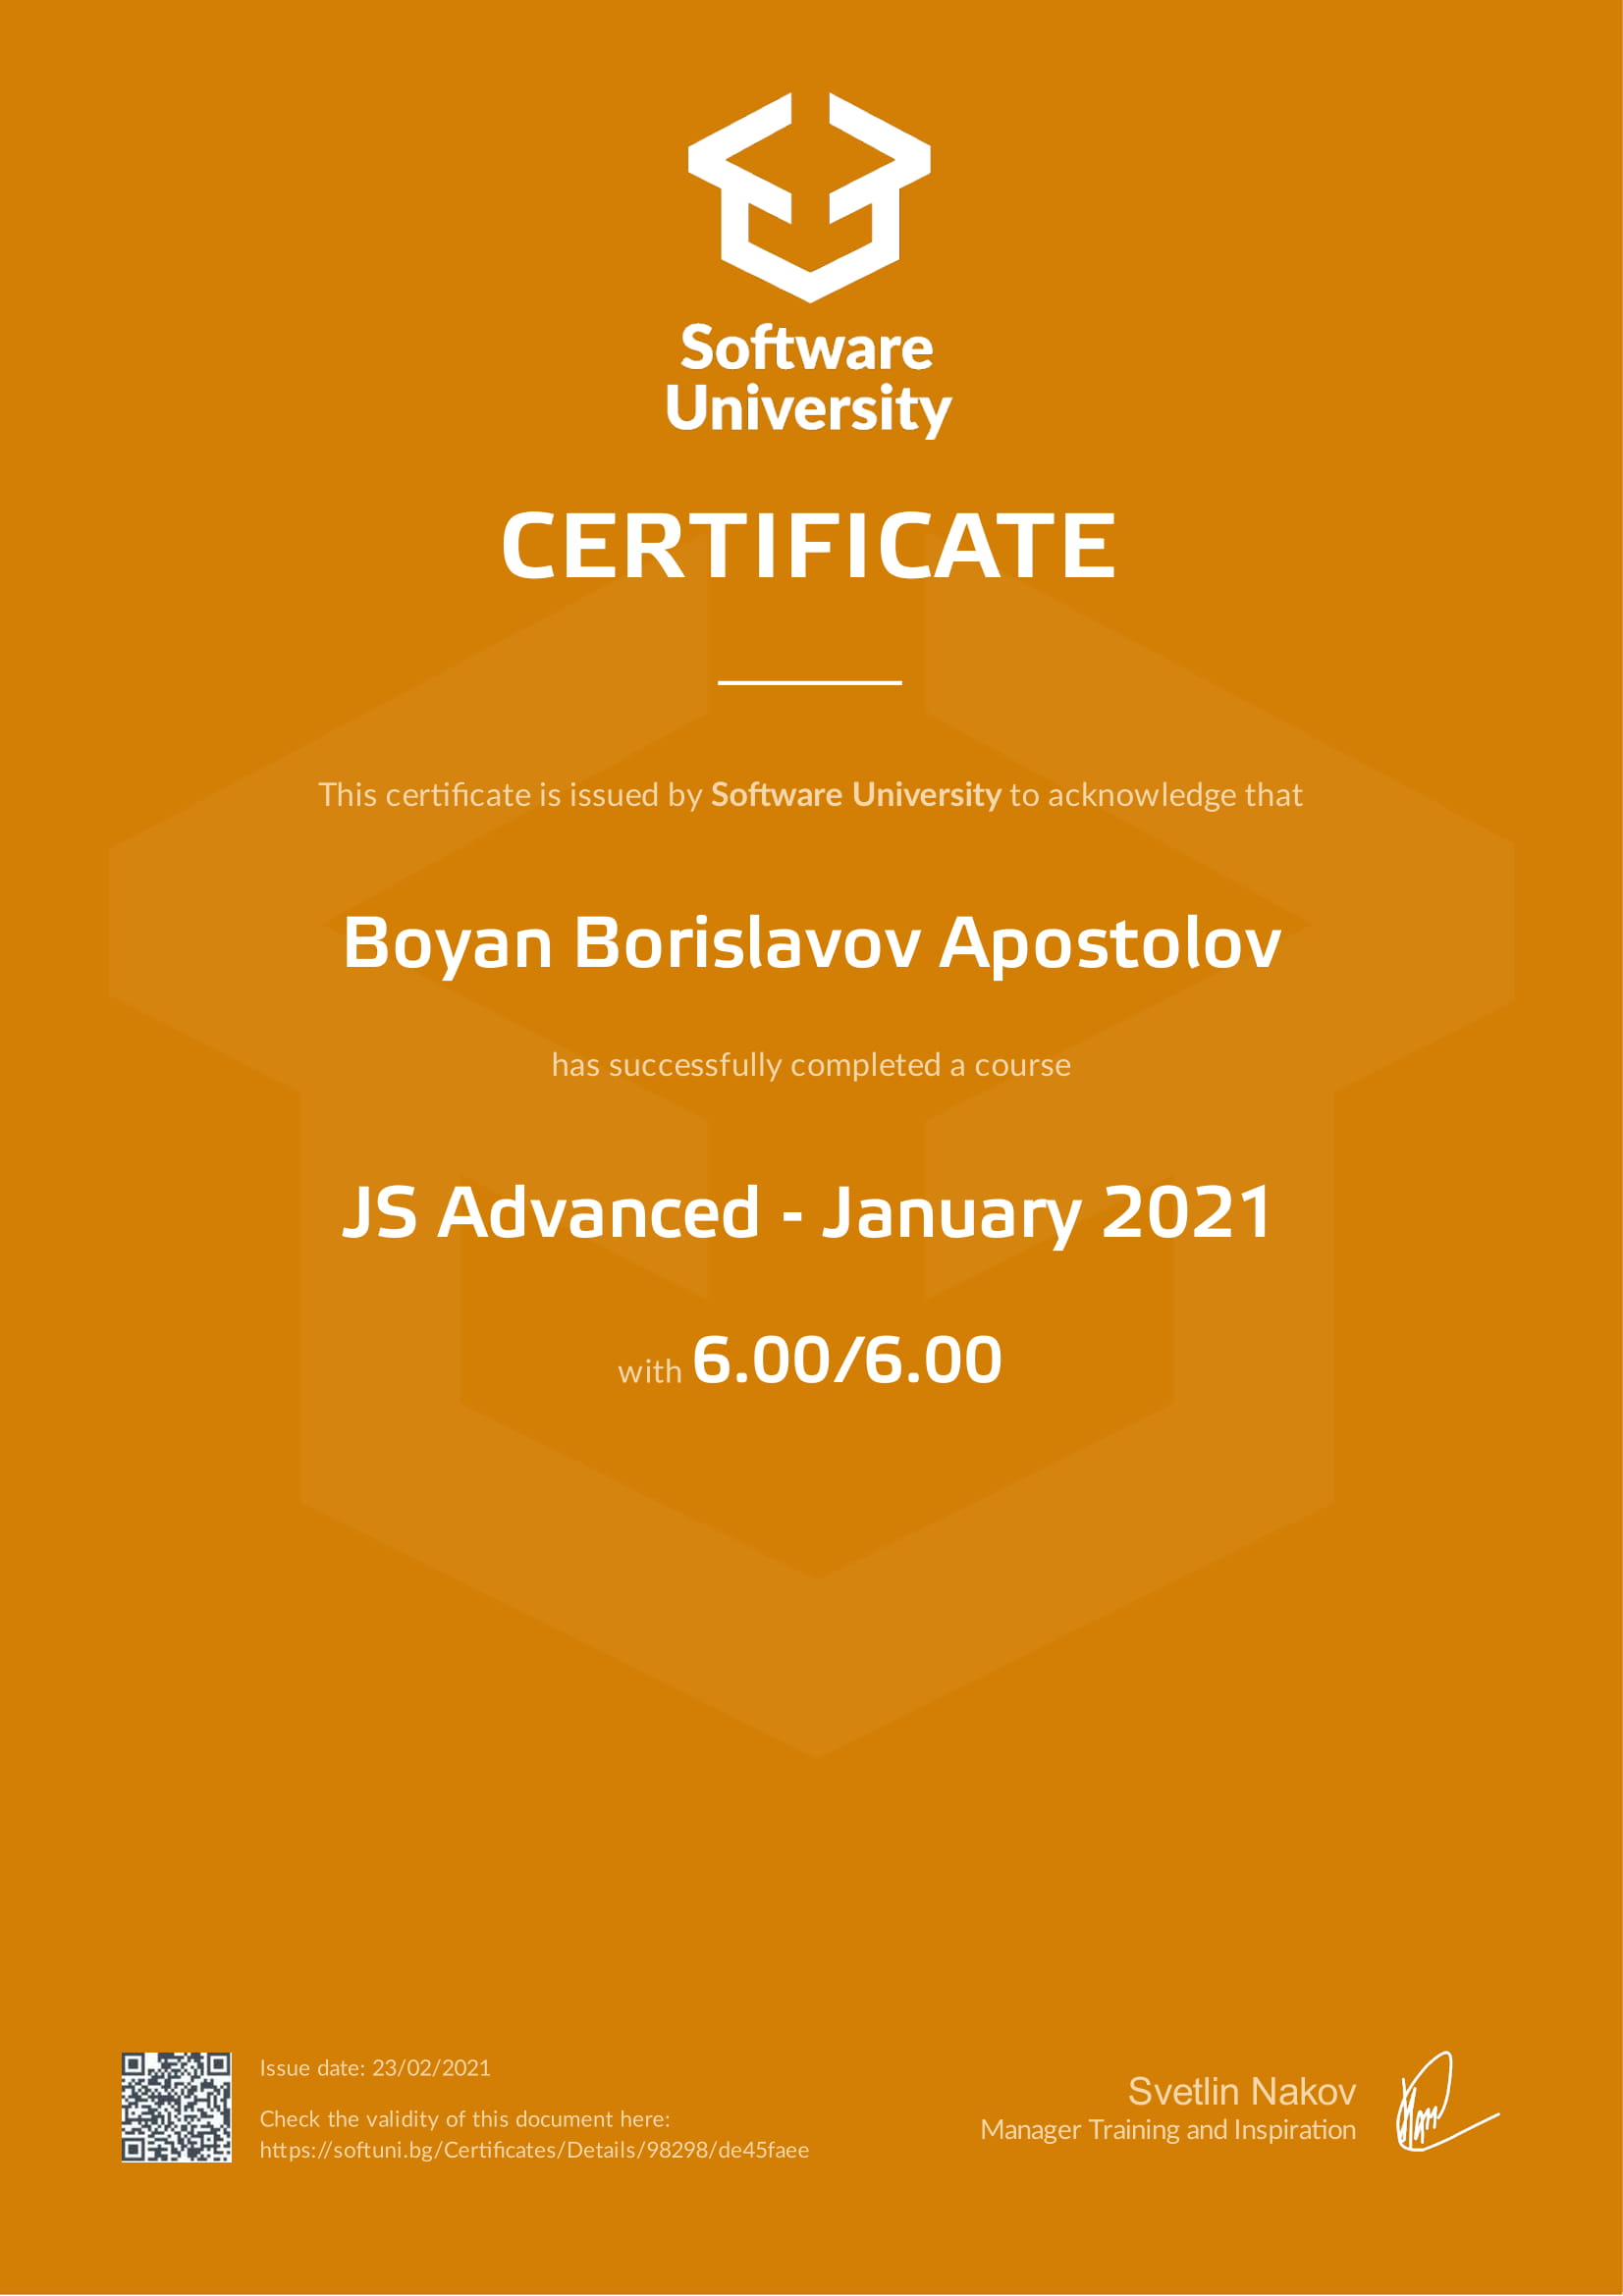 Software
University
CERTIFICATE
This certificate is issued by Software University to acknowledge that
Boyan Borislavov Apostolov
has successfully completed a course
JS Advanced - January 2021
with 6.00/6.00
Issue date: 23/02/2021
Check the validity of this document here:
https://softuni.bg/Certificates/Details/98298/de45faee
Svetlin Nakov
Manager Training and Inspiration